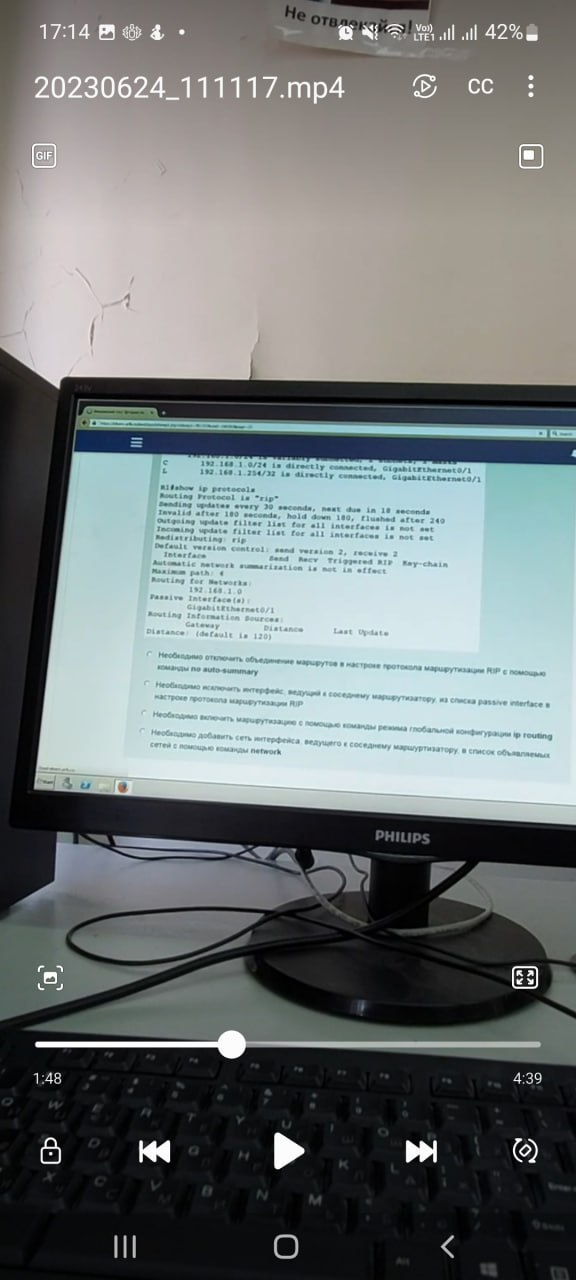 Не отвлекайся!
17:14
Vo))
LTE1
42%
20230624_111117.mp4
CC
GIF
C 192.168.1.0/24 is directly connected, GigabitEthernet0/1
L 192.168.1.254/32 is directly connected, GigabitEthernet0/1
R1#show ip protocols
Routing Protocol is "rip"
Sending updates every 30 seconds, next due in 18 seconds
Invalid after 180 seconds, hold down 180, flushed after 240
Outgoing update filter list for all interfaces is not set
Incoming update filter list for all interfaces is not set
Redistributing: rip
Default version control: send version 2, receive 2
Interface Send Recv Triggered RIP Key-chain
Automatic network summarization is not in effect
Maximum path: 4
Routing for Networks:
192.168.1.0
Passive Interface(s):
GigabitEthernet0/1
Routing Information Sources:
Gateway Distance Last Update
Distance: (default is 120)
Необходимо отключить объединение маршрутов в настроке протокола маршрутизации RIP с помощью
команды no auto-summary
Необходимо исключить интерфейс, ведущий к соседнему маршрутизатору, из списка passive interface в
настроке протокола маршрутизации RIP
Необходимо включить маршрутизацию с помощью команды режима глобальной конфигурации ip routing
Необходимо добавить сеть интерфейса, ведущего к соседнему маршуртизатору, в список объявляемых
сетей с помощью команды network
PHILIPS
1:48
4:39